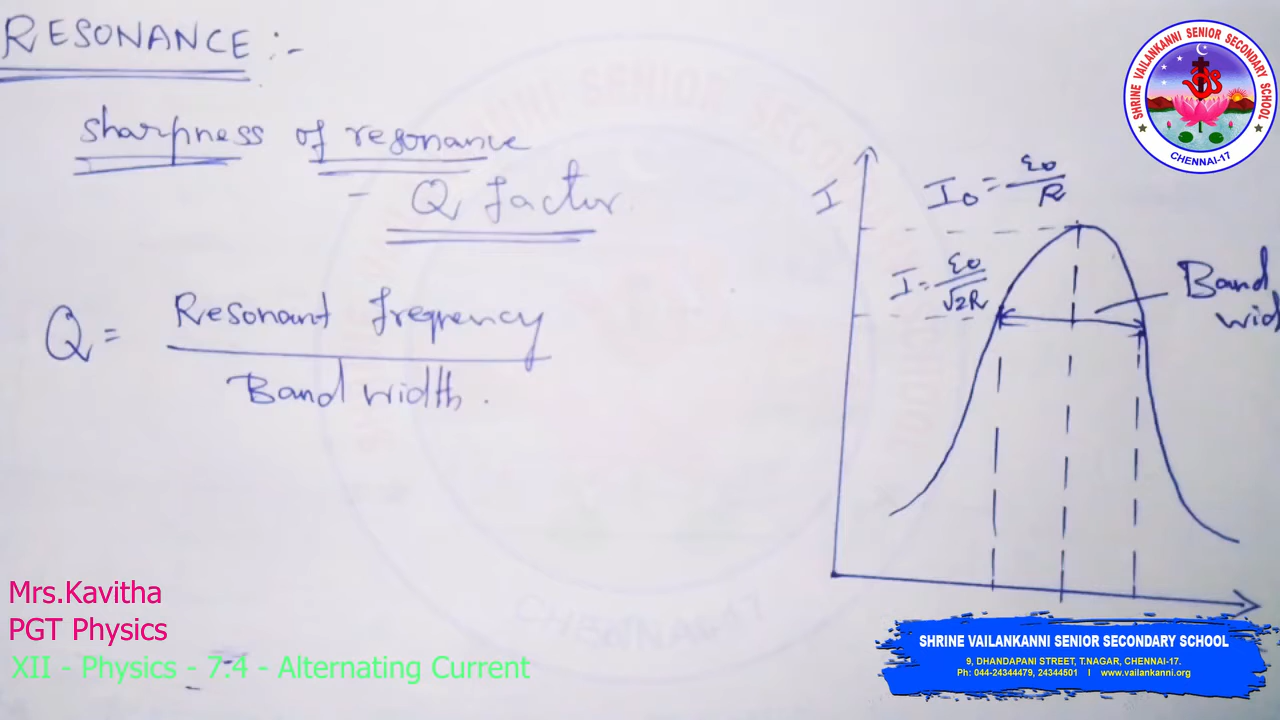 RESONANCE :-
sharpness of resonance
- Q factor
Q = Resonant frequency
Band width.
I
I₀ = ε₀/R
I = ε₀/√2R
Band
wid
SHRINE VAILANKANNI SENIOR SECONDARY SCHOOL
CHENNAI-17
Mrs.Kavitha
PGT Physics
XII - Physics - 7.4 - Alternating Current
SHRINE VAILANKANNI SENIOR SECONDARY SCHOOL
9, DHANDAPANI STREET, T.NAGAR, CHENNAI-17.
Ph: 044-24344479, 24344501 I www.vailankanni.org